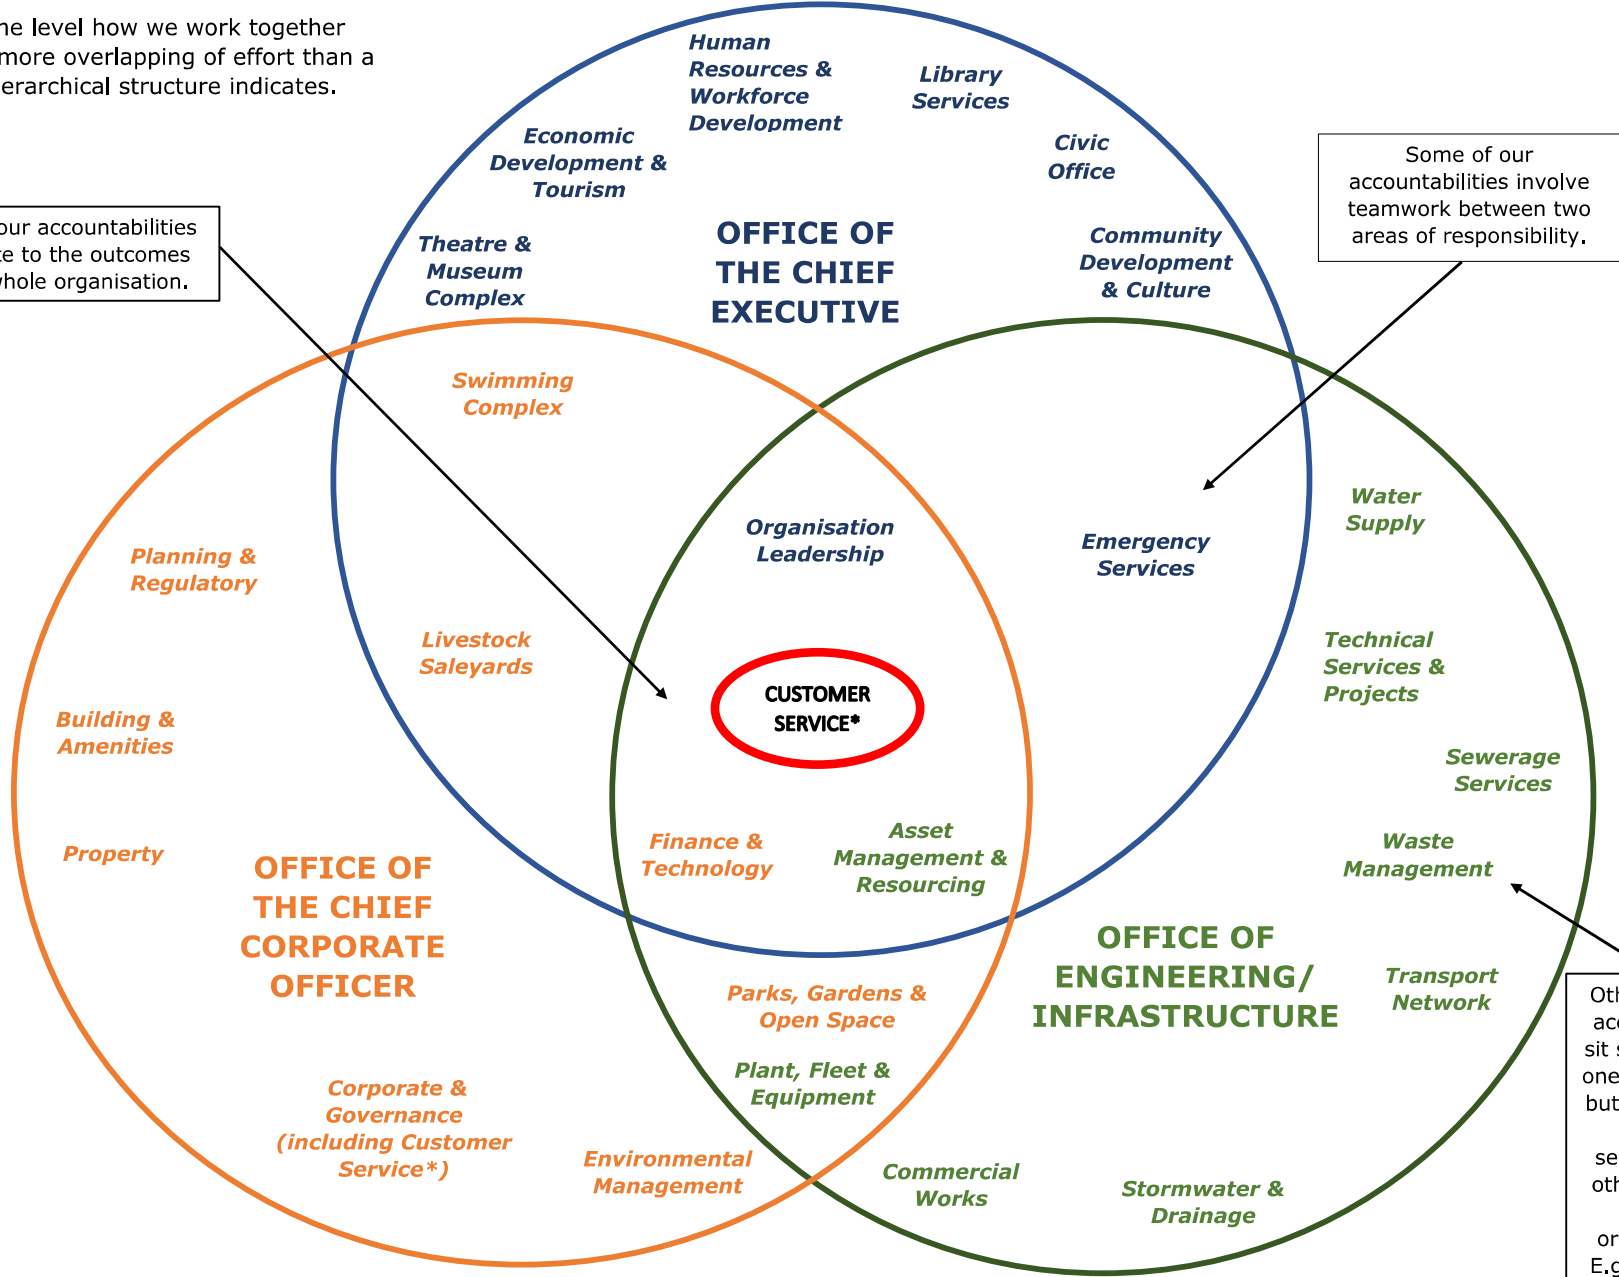 ne level how we work together
more overlapping of effort than a
erarchical structure indicates.
Human
Resources &
Workforce
Development
Library
Services
Economic
Development &
Tourism
Civic
Office
Some of our
accountabilities involve
teamwork between two
areas of responsibility.
our accountabilities
te to the outcomes
whole organisation.
Theatre &
Museum
Complex
OFFICE OF
THE CHIEF
EXECUTIVE
Community
Development
& Culture
Swimming
Complex
Organisation
Leadership
Emergency
Services
Water
Supply
Planning &
Regulatory
Livestock
Saleyards
Technical
Services &
Projects
CUSTOMER
SERVICE*
Building &
Amenities
Sewerage
Services
Property
Finance &
Technology
Asset
Management &
Resourcing
Waste
Management
OFFICE OF
THE CHIEF
CORPORATE
OFFICER
OFFICE OF
ENGINEERING/
INFRASTRUCTURE
Transport
Network
Parks, Gardens &
Open Space
Plant, Fleet &
Equipment
Corporate &
Governance
(including Customer
Service*)
Environmental
Management
Commercial
Works
Stormwater &
Drainage
Oth
acc
sit s
one
but
se
oth
or
E.g